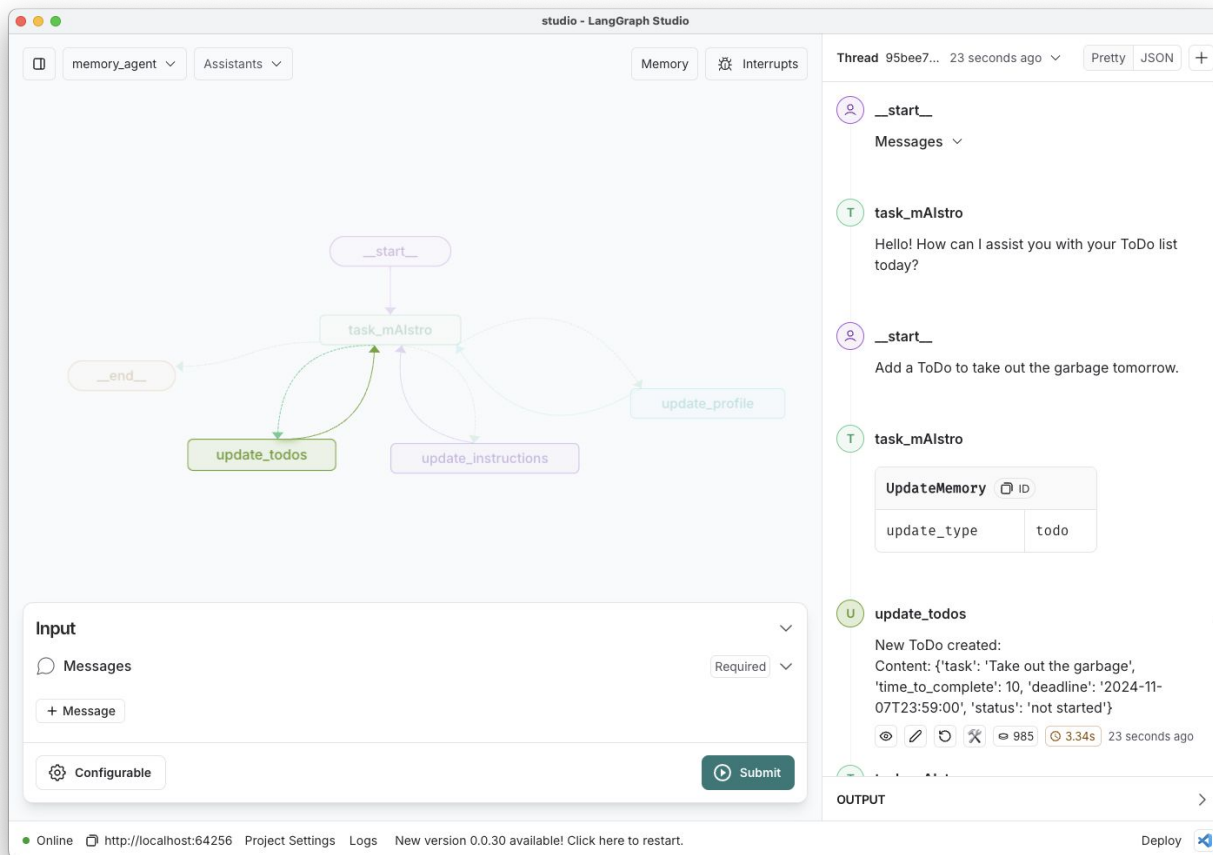 studio - LangGraph Studio
memory_agent
Assistants
Memory
Interrupts
__start__
task_mAIstro
__end__
update_profile
update_todos
update_instructions
Input
Messages
Required
+ Message
Configurable
Submit
Thread 95bee7... 23 seconds ago
Pretty JSON +
__start__
Messages
T task_mAIstro
Hello! How can I assist you with your ToDo list
today?
__start__
Add a ToDo to take out the garbage tomorrow.
T task_mAIstro
UpdateMemory ID
update_type todo
U update_todos
New ToDo created:
Content: {'task': 'Take out the garbage',
'time_to_complete': 10, 'deadline': '2024-11-
07T23:59:00', 'status': 'not started'}
985 3.34s 23 seconds ago
OUTPUT
Online http://localhost:64256 Project Settings Logs New version 0.0.30 available! Click here to restart.
Deploy